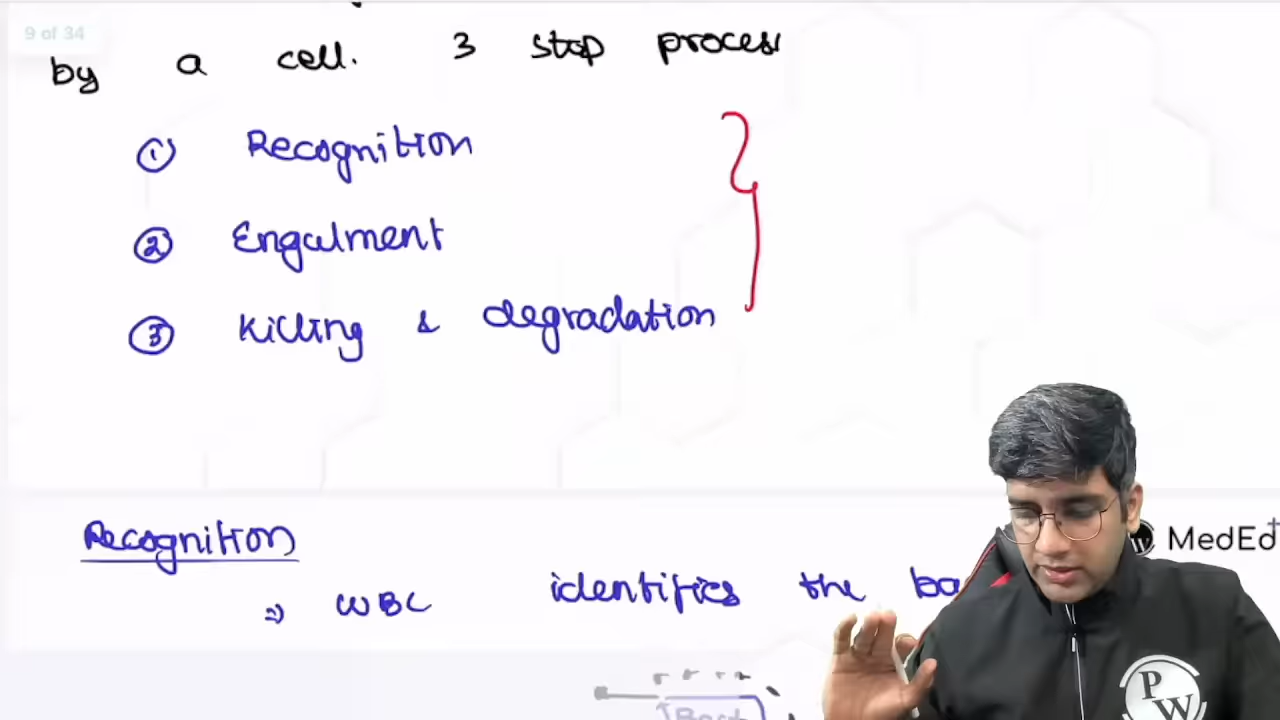 9 of 34
by a cell. 3 step process
① Recognition
② Engulment
③ Killing & degradation
Recognition
⇒ WBC identifies the
MedEd
PW